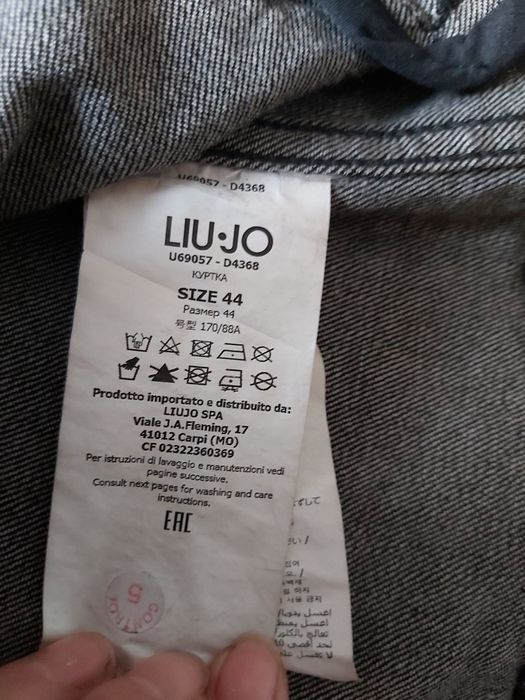 U69057 - D4368
LIU·JO
U69057 - D4368
КУРТКА
SIZE 44
Размер 44
号型 170/88A
Prodotto importato e distribuito da:
LIUJO SPA
Viale J.A.Fleming, 17
41012 Carpi (MO)
CF 02322360369
Per istruzioni di lavaggio e manutenzioni vedi
pagine successive.
Consult next pages for washing and care
instructions.
EAC
CONTROL
5